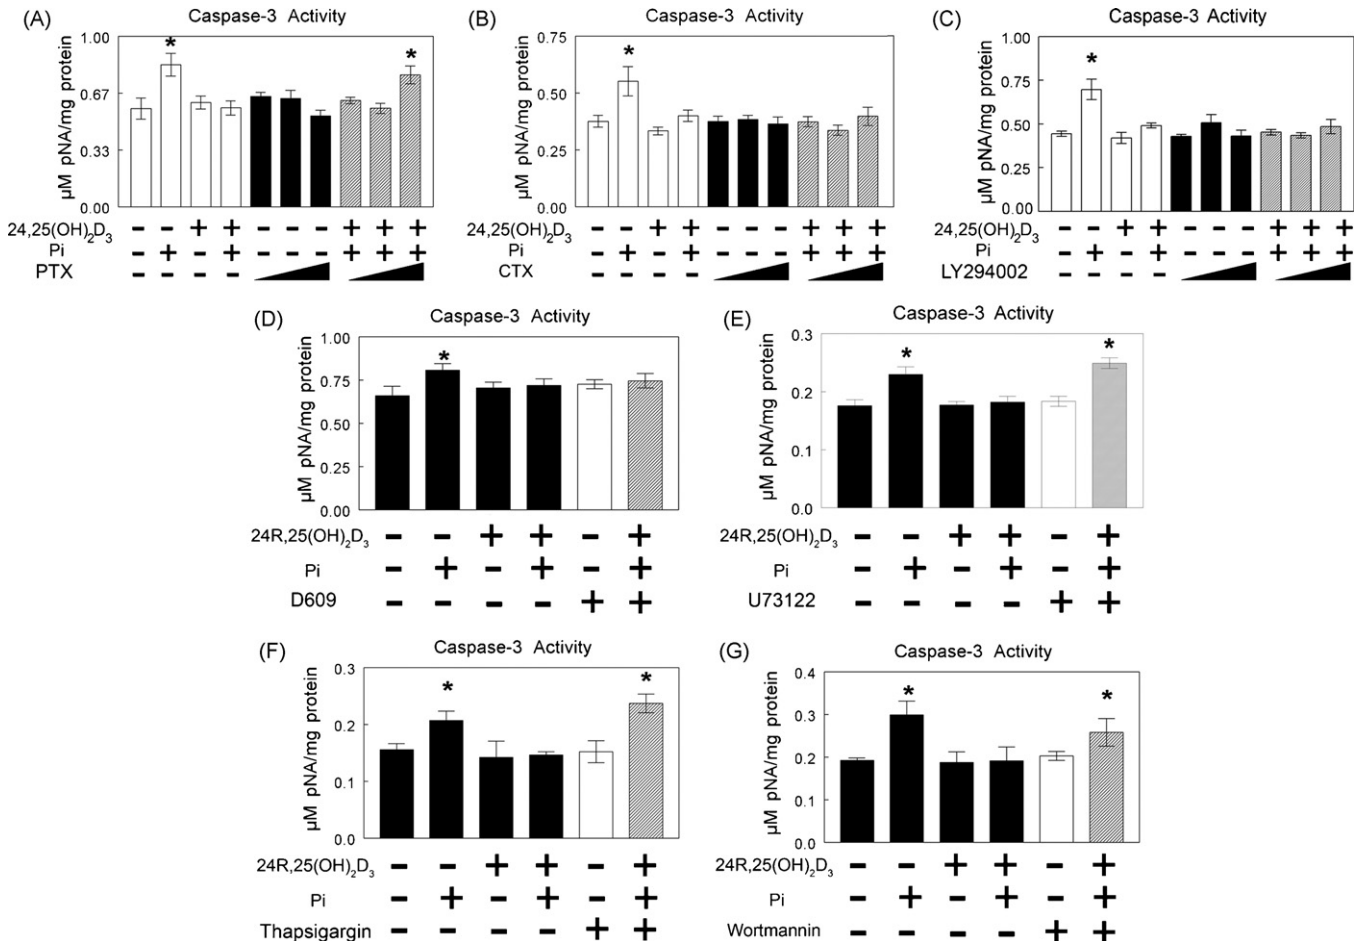 (A) Caspase-3 Activity
µM pNA/mg protein
1.00
0.67
0.33
0.00
*
*
24,25(OH)2D3 - - + + - - - + + +
Pi - + - + - - - + + +
PTX - - - -
(B) Caspase-3 Activity
µM pNA/mg protein
0.75
0.50
0.25
0.00
*
24,25(OH)2D3 - - + + - - - + + +
Pi - + - + - - - + + +
CTX - - - -
(C) Caspase-3 Activity
µM pNA/mg protein
1.00
0.75
0.50
0.25
0.00
*
24,25(OH)2D3 - - + + - - - + + +
Pi - + - + - - - + + +
LY294002 - - - -
(D) Caspase-3 Activity
µM pNA/mg protein
1.00
0.75
0.50
0.25
0.00
*
24R,25(OH)2D3 - - + + - +
Pi - + - + - +
D609 - - - - + +
(E) Caspase-3 Activity
µM pNA/mg protein
0.3
0.2
0.1
0.0
*
*
24R,25(OH)2D3 - - + + - +
Pi - + - + - +
U73122 - - - - + +
(F) Caspase-3 Activity
µM pNA/mg protein
0.3
0.2
0.1
0.0
*
*
24R,25(OH)2D3 - - + + - +
Pi - + - + - +
Thapsigargin - - - - + +
(G) Caspase-3 Activity
µM pNA/mg protein
0.4
0.3
0.2
0.1
0.0
*
*
24R,25(OH)2D3 - - + + - +
Pi - + - + - +
Wortmannin - - - - + +